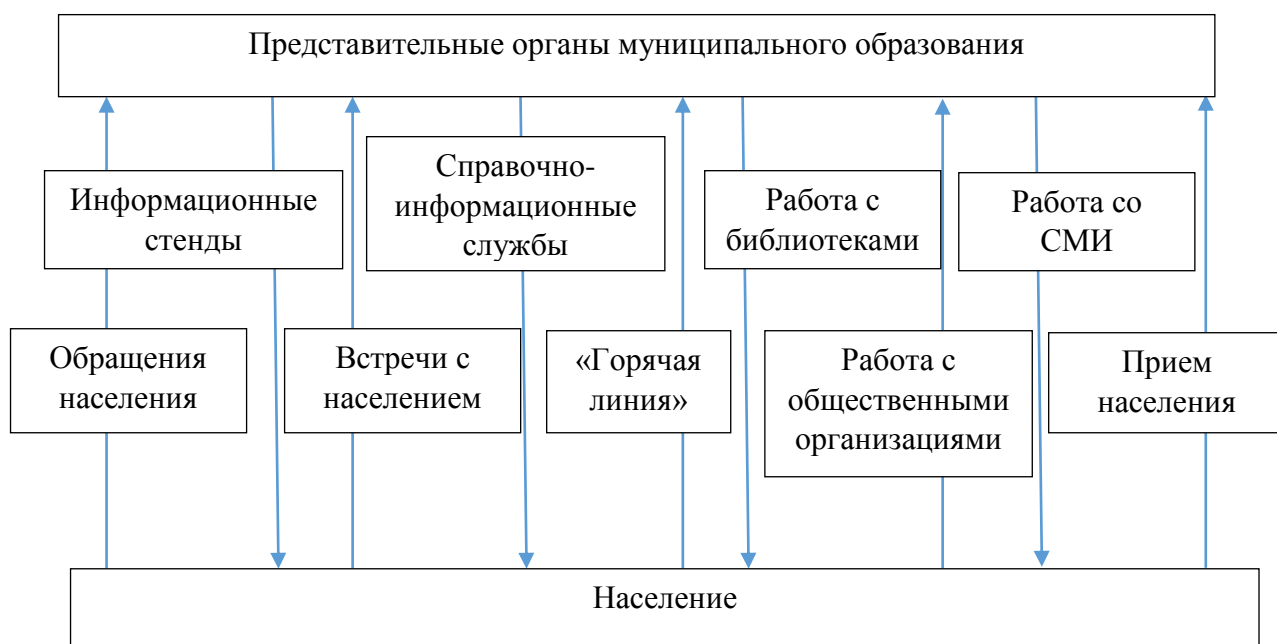 Представительные органы муниципального образования
Информационные
стенды
Справочно-
информационные
службы
Работа с
библиотеками
Работа со
СМИ
Обращения
населения
Встречи с
населением
«Горячая
линия»
Работа с
общественными
организациями
Прием
населения
Население